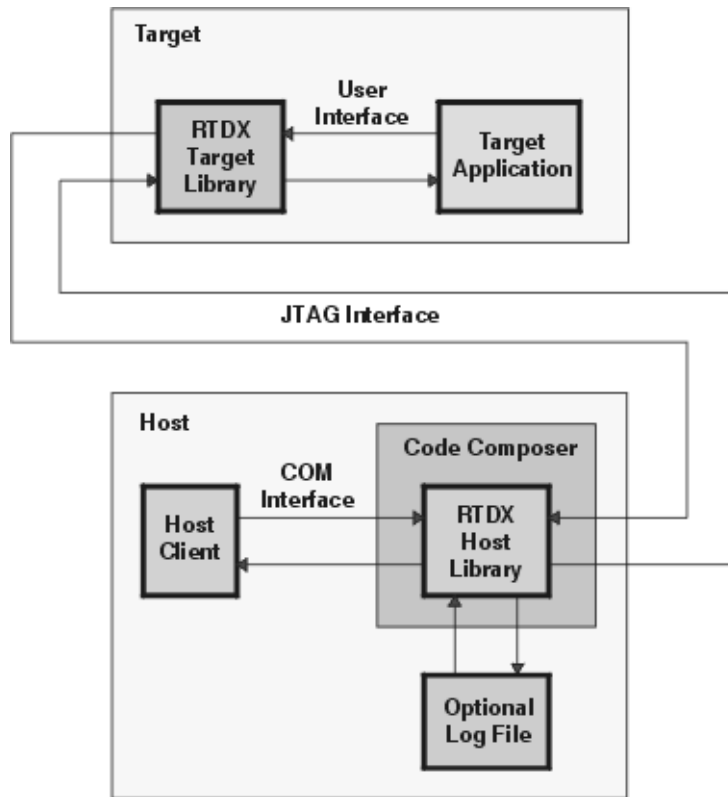 Target
User
Interface
RTDX
Target
Library
Target
Application
JTAG Interface
Host
Code Composer
COM
Interface
Host
Client
RTDX
Host
Library
Optional
Log File